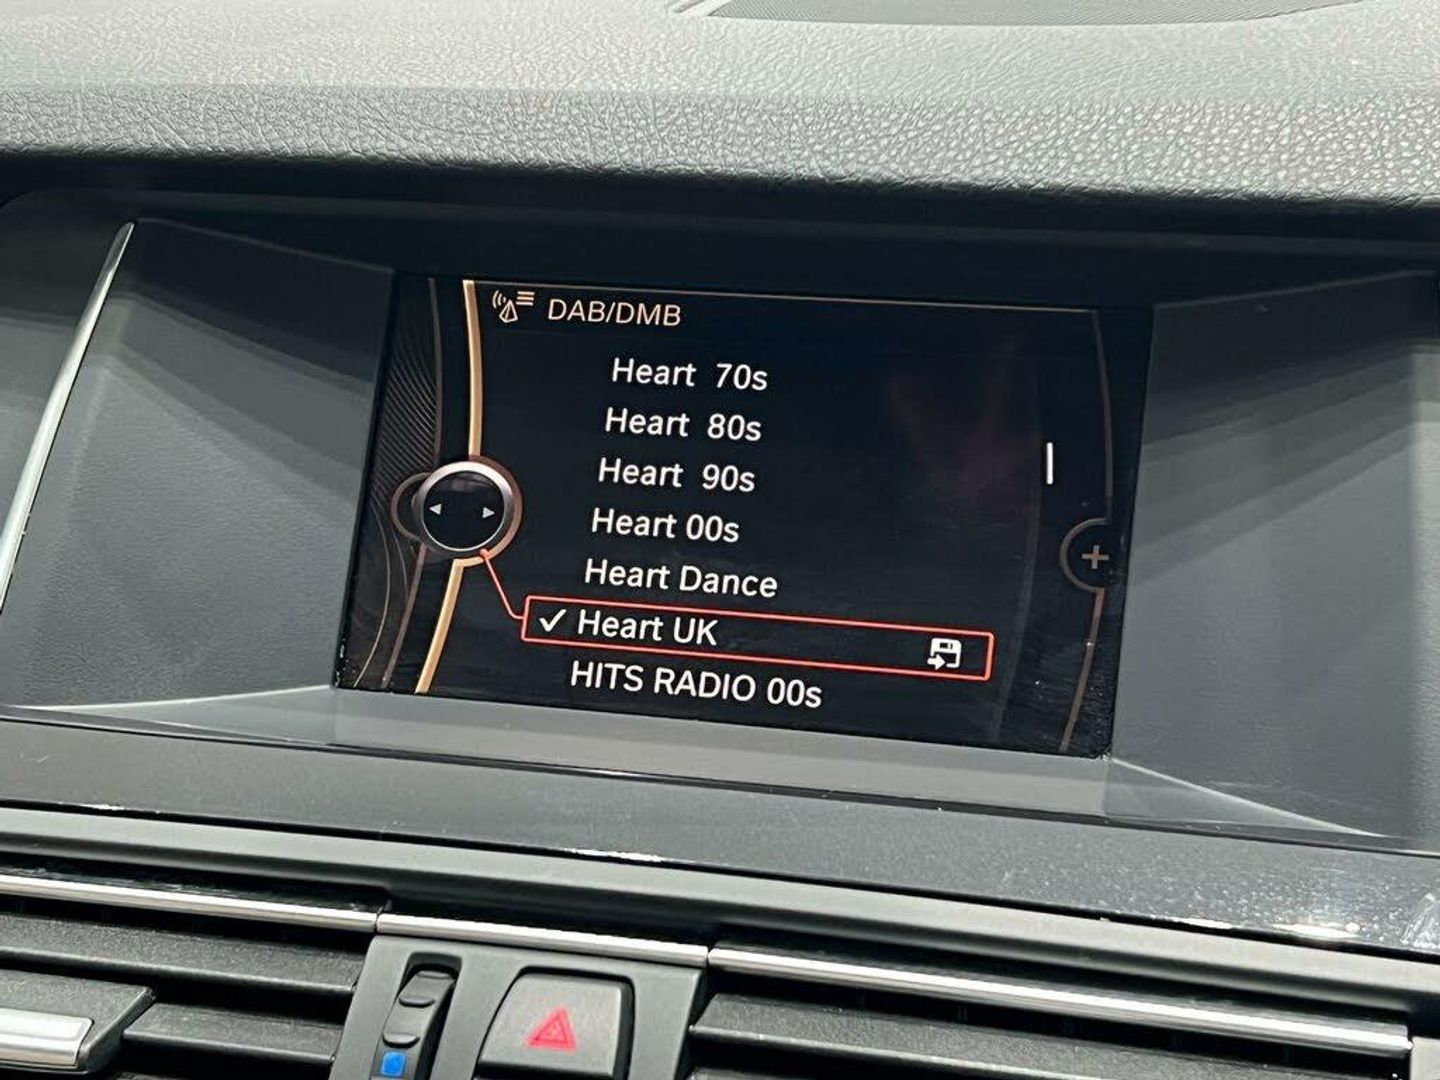 DAB/DMB
Heart 70s
Heart 80s
Heart 90s
Heart 00s
Heart Dance
✓ Heart UK
HITS RADIO 00s